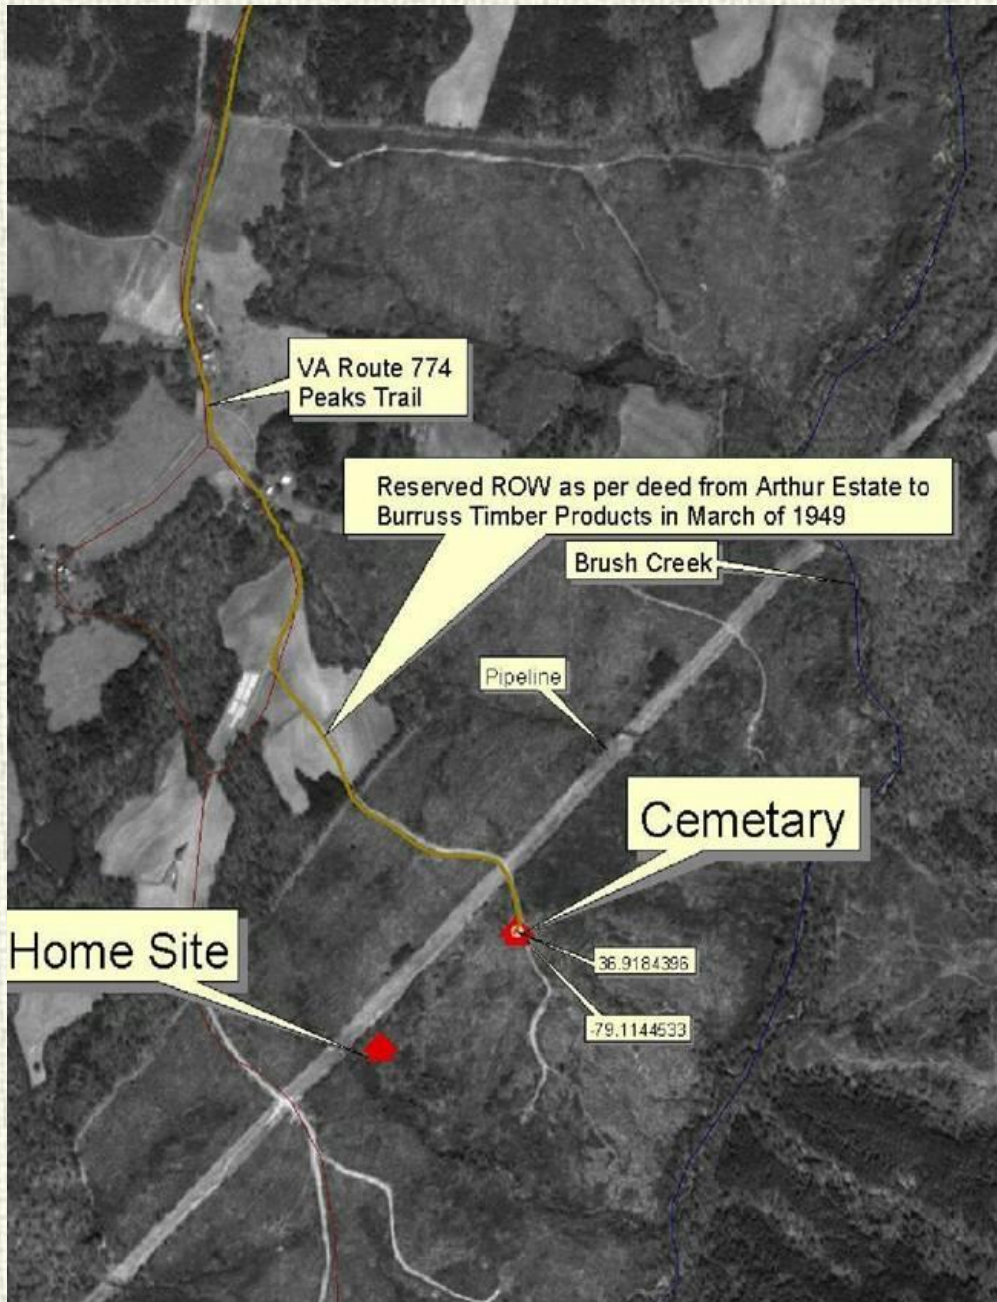 VA Route 774
Peaks Trail
Reserved ROW as per deed from Arthur Estate to
Burruss Timber Products in March of 1949
Brush Creek
Pipeline
Cemetary
Home Site
36.9184396
-79.1144533